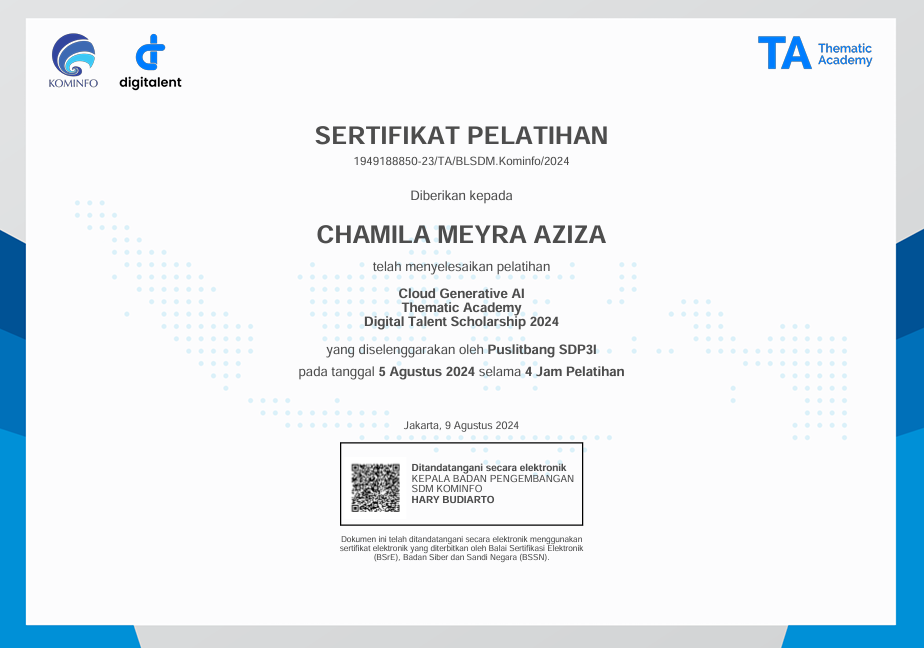 KOMINFO
digitalent
TA Thematic
Academy
SERTIFIKAT PELATIHAN
1949188850-23/TA/BLSDM.Kominfo/2024
Diberikan kepada
CHAMILA MEYRA AZIZA
telah menyelesaikan pelatihan
Cloud Generative AI
Thematic Academy
Digital Talent Scholarship 2024
yang diselenggarakan oleh Puslitbang SDP3I
pada tanggal 5 Agustus 2024 selama 4 Jam Pelatihan
Jakarta, 9 Agustus 2024
Ditandatangani secara elektronik
KEPALA BADAN PENGEMBANGAN
SDM KOMINFO
HARY BUDIARTO
Dokumen ini telah ditandatangani secara elektronik menggunakan
sertifikat elektronik yang diterbitkan oleh Balai Sertifikasi Elektronik
(BSrE), Badan Siber dan Sandi Negara (BSSN).